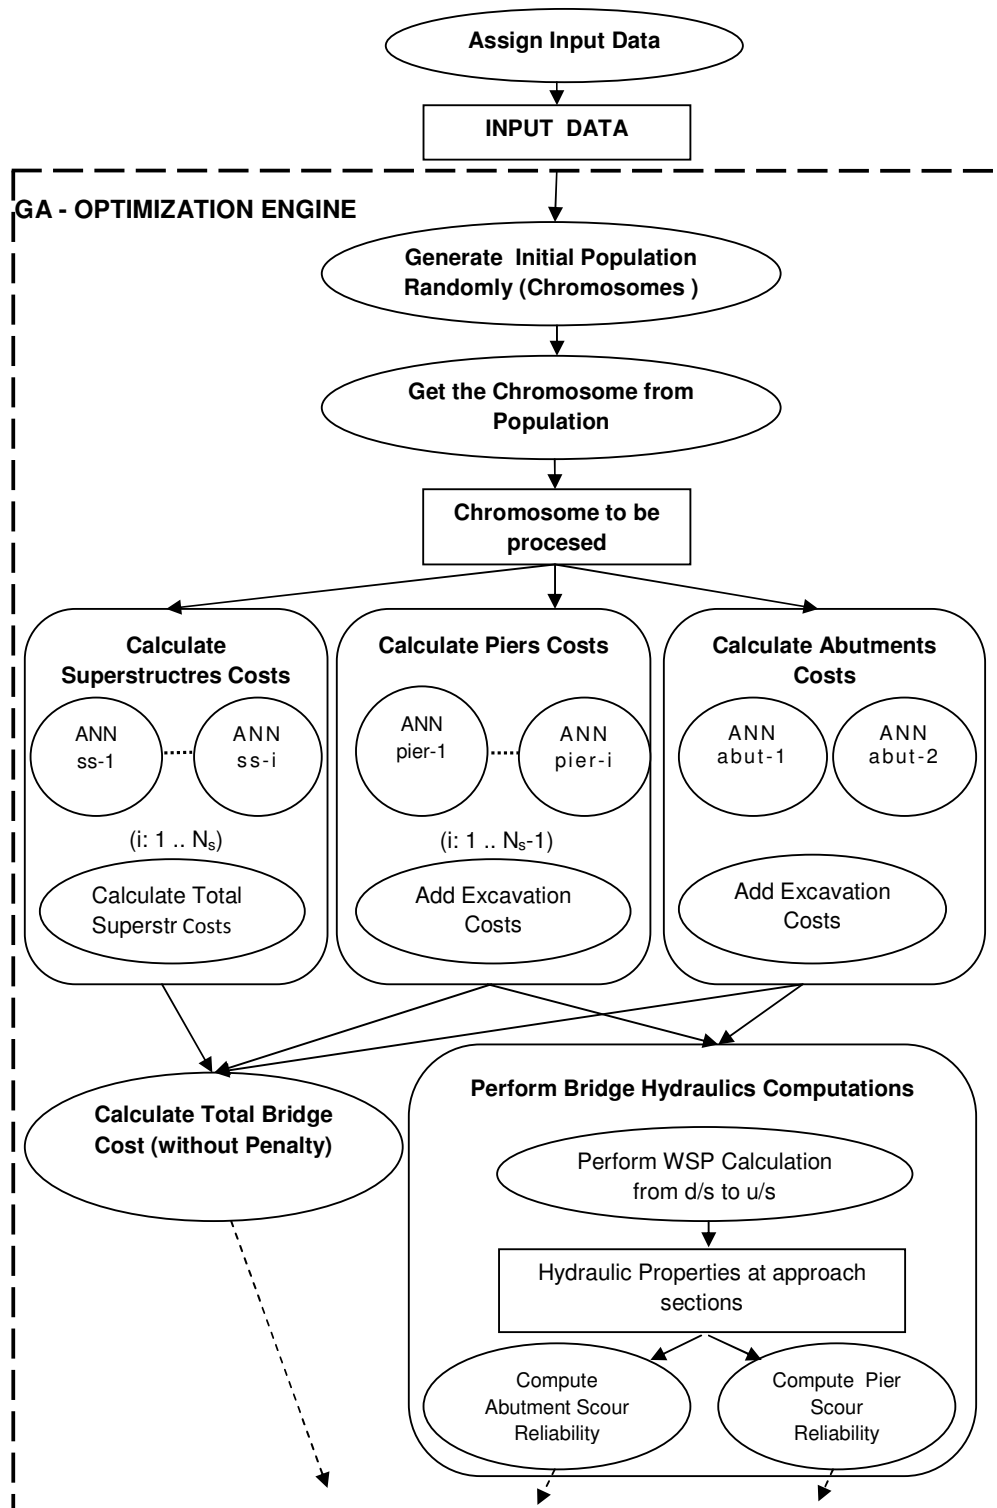 Assign Input Data
INPUT DATA
GA - OPTIMIZATION ENGINE
Generate Initial Population
Randomly (Chromosomes )
Get the Chromosome from
Population
Chromosome to be
procesed
Calculate
Superstructres Costs
ANN
ss-1
ANN
ss-i
(i: 1 .. Ns)
Calculate Total
Superstr Costs
Calculate Piers Costs
ANN
pier-1
ANN
pier-i
(i: 1 .. Ns-1)
Add Excavation
Costs
Calculate Abutments
Costs
ANN
abut-1
ANN
abut-2
Add Excavation
Costs
Calculate Total Bridge
Cost (without Penalty)
Perform Bridge Hydraulics Computations
Perform WSP Calculation
from d/s to u/s
Hydraulic Properties at approach
sections
Compute
Abutment Scour
Reliability
Compute Pier
Scour
Reliability